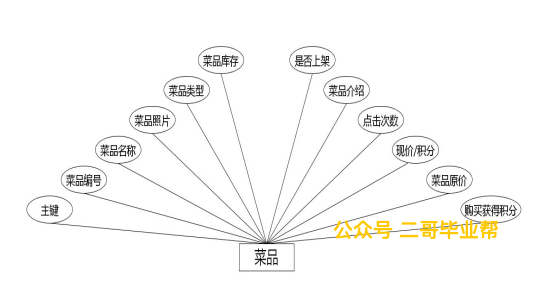 菜品库存
是否上架
菜品类型
菜品介绍
菜品照片
点击次数
菜品名称
现价/积分
菜品编号
菜品原价
主键
购买获得积分
公众号 二哥毕业帮
菜品